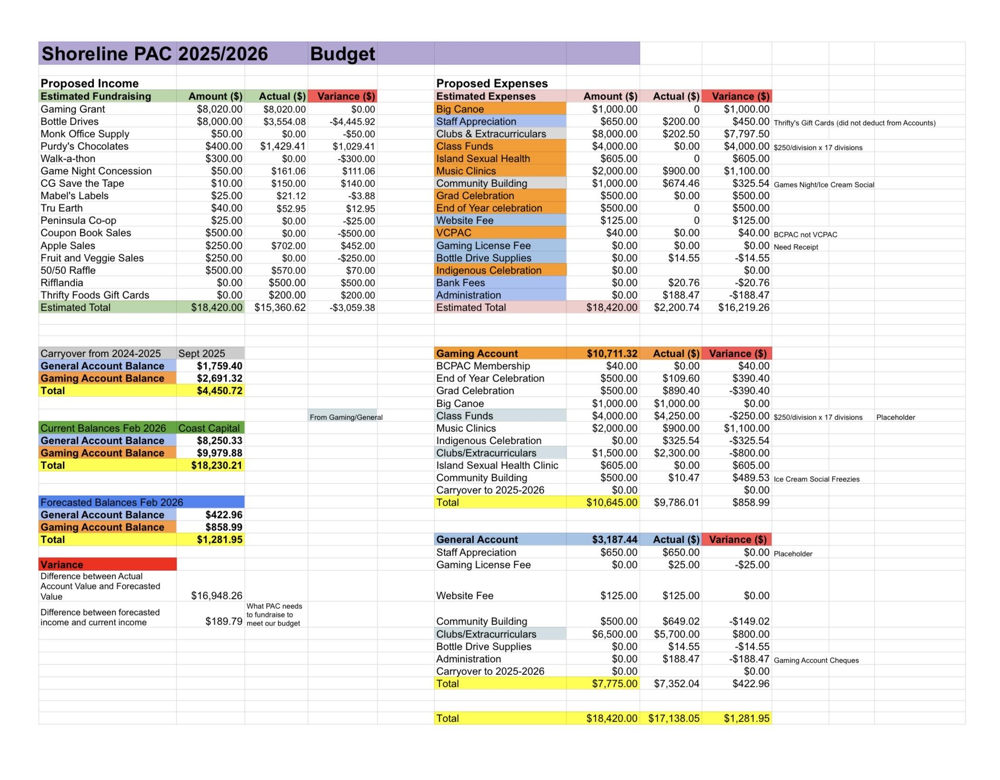 Shoreline PAC 2025/2026 Budget
Proposed Income
Estimated Fundraising Amount ($) Actual ($) Variance ($)
Gaming Grant $8,020.00 $8,020.00 $0.00
Bottle Drives $8,000.00 $3,554.08 -$4,445.92
Monk Office Supply $50.00 $0.00 -$50.00
Purdy's Chocolates $400.00 $1,429.41 $1,029.41
Walk-a-thon $300.00 $0.00 -$300.00
Game Night Concession $50.00 $161.06 $111.06
CG Save the Tape $10.00 $150.00 $140.00
Mabel's Labels $25.00 $21.12 -$3.88
Tru Earth $40.00 $52.95 $12.95
Peninsula Co-op $25.00 $0.00 -$25.00
Coupon Book Sales $500.00 $0.00 -$500.00
Apple Sales $250.00 $702.00 $452.00
Fruit and Veggie Sales $250.00 $0.00 -$250.00
50/50 Raffle $500.00 $570.00 $70.00
Rifflandia $0.00 $500.00 $500.00
Thrifty Foods Gift Cards $0.00 $200.00 $200.00
Estimated Total $18,420.00 $15,360.62 -$3,059.38
Proposed Expenses
Estimated Expenses Amount ($) Actual ($) Variance ($)
Big Canoe $1,000.00 0 $1,000.00
Staff Appreciation $650.00 $200.00 $450.00 Thrifty's Gift Cards (did not deduct from Accounts)
Clubs & Extracurriculars $8,000.00 $202.50 $7,797.50
Class Funds $4,000.00 $0.00 $4,000.00 $250/division x 17 divisions
Island Sexual Health $605.00 0 $605.00
Music Clinics $2,000.00 $900.00 $1,100.00
Community Building $1,000.00 $674.46 $325.54 Games Night/Ice Cream Social
Grad Celebration $500.00 $0.00 $500.00
End of Year celebration $500.00 0 $500.00
Website Fee $125.00 0 $125.00
VCPAC $40.00 $0.00 $40.00 BCPAC not VCPAC
Gaming License Fee $0.00 $0.00 $0.00 Need Receipt
Bottle Drive Supplies $0.00 $14.55 -$14.55
Indigenous Celebration $0.00 $0.00
Bank Fees $0.00 $20.76 -$20.76
Administration $0.00 $188.47 -$188.47
Estimated Total $18,420.00 $2,200.74 $16,219.26
Carryover from 2024-2025 Sept 2025
General Account Balance $1,759.40
Gaming Account Balance $2,691.32
Total $4,450.72
From Gaming/General
Current Balances Feb 2026 Coast Capital
General Account Balance $8,250.33
Gaming Account Balance $9,979.88
Total $18,230.21
Forecasted Balances Feb 2026
General Account Balance $422.96
Gaming Account Balance $858.99
Total $1,281.95
Variance
Difference between Actual
Account Value and Forecasted
Value $16,948.26
Difference between forecasted
income and current income $189.79
What PAC needs
to fundraise to
meet our budget
Gaming Account $10,711.32 Actual ($) Variance ($)
BCPAC Membership $40.00 $0.00 $40.00
End of Year Celebration $500.00 $109.60 $390.40
Grad Celebration $500.00 $890.40 -$390.40
Big Canoe $1,000.00 $1,000.00 $0.00
Class Funds $4,000.00 $4,250.00 -$250.00 $250/division x 17 divisions Placeholder
Music Clinics $2,000.00 $900.00 $1,100.00
Indigenous Celebration $0.00 $325.54 -$325.54
Clubs/Extracurriculars $1,500.00 $2,300.00 -$800.00
Island Sexual Health Clinic $605.00 $0.00 $605.00
Community Building $500.00 $10.47 $489.53 Ice Cream Social Freezies
Carryover to 2025-2026 $0.00 $0.00
Total $10,645.00 $9,786.01 $858.99
General Account $3,187.44 Actual ($) Variance ($)
Staff Appreciation $650.00 $650.00 $0.00 Placeholder
Gaming License Fee $0.00 $25.00 -$25.00
Website Fee $125.00 $125.00 $0.00
Community Building $500.00 $649.02 -$149.02
Clubs/Extracurriculars $6,500.00 $5,700.00 $800.00
Bottle Drive Supplies $0.00 $14.55 -$14.55
Administration $0.00 $188.47 -$188.47 Gaming Account Cheques
Carryover to 2025-2026 $0.00 $0.00
Total $7,775.00 $7,352.04 $422.96
Total $18,420.00 $17,138.05 $1,281.95